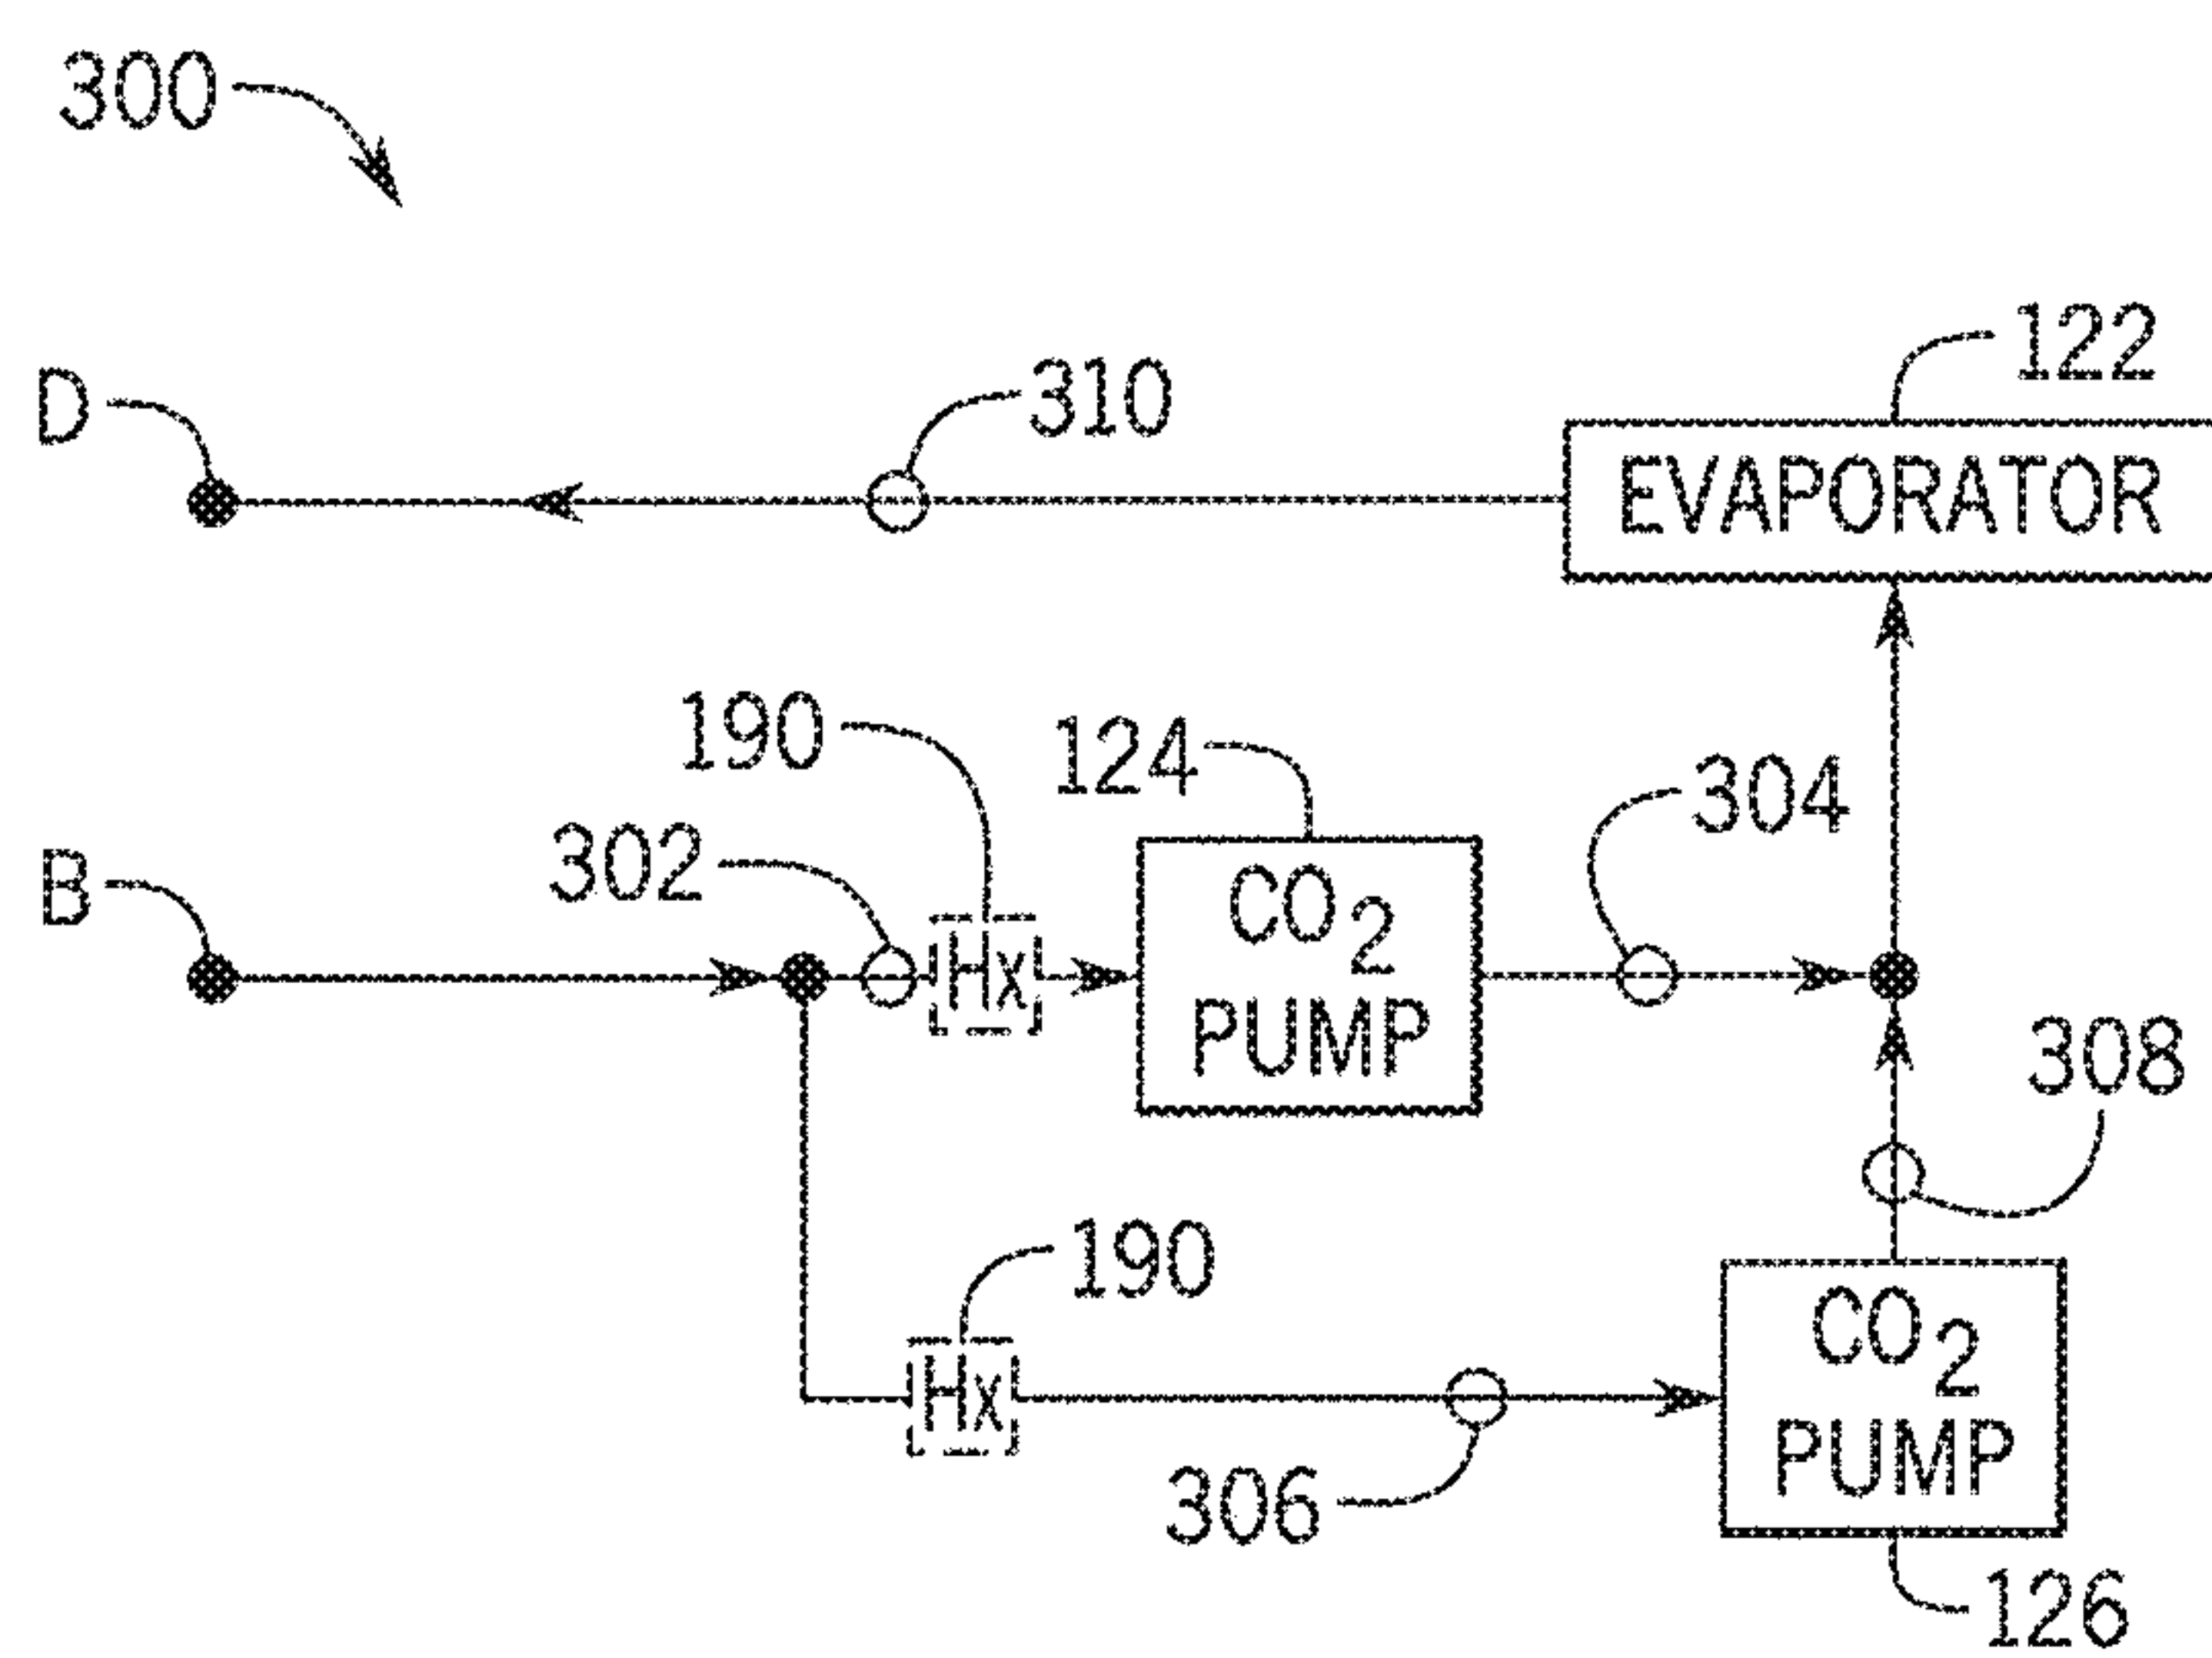 300
122
D
310
EVAPORATOR
190
124
304
302
B
CO2
Hx
PUMP
308
190
CO2
Hx
PUMP
306
126